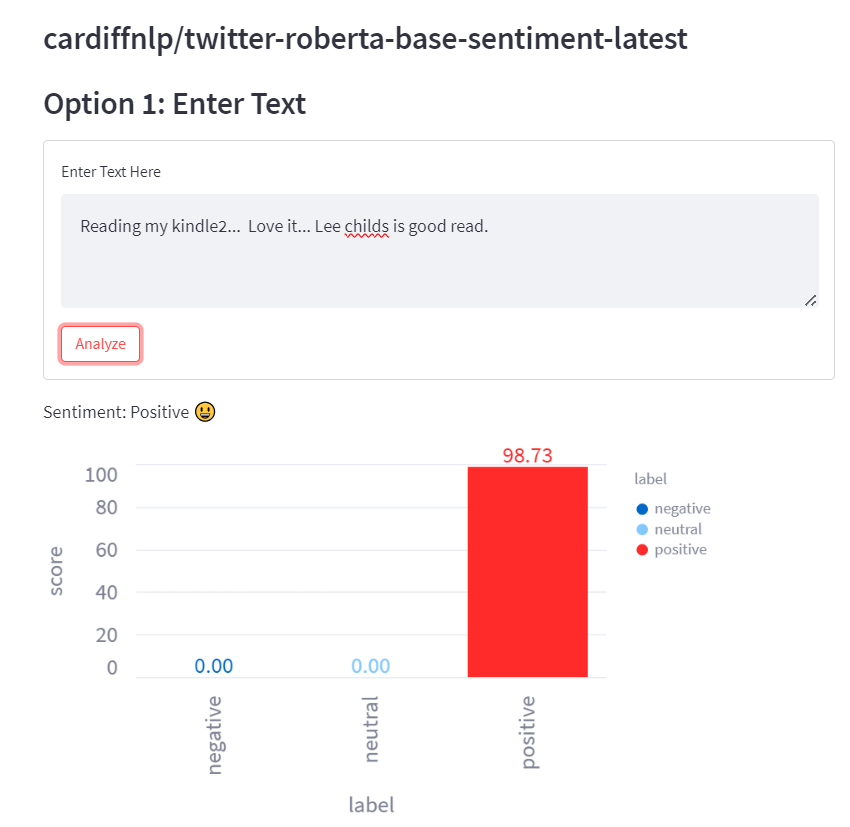 cardiffnlp/twitter-roberta-base-sentiment-latest
Option 1: Enter Text
Enter Text Here
Reading my kindle2...  Love it... Lee childs is good read.
Analyze
Sentiment: Positive 😃
98.73
100
80
60
40
20
0
score
0.00
0.00
negative
neutral
positive
label
label
negative
neutral
positive